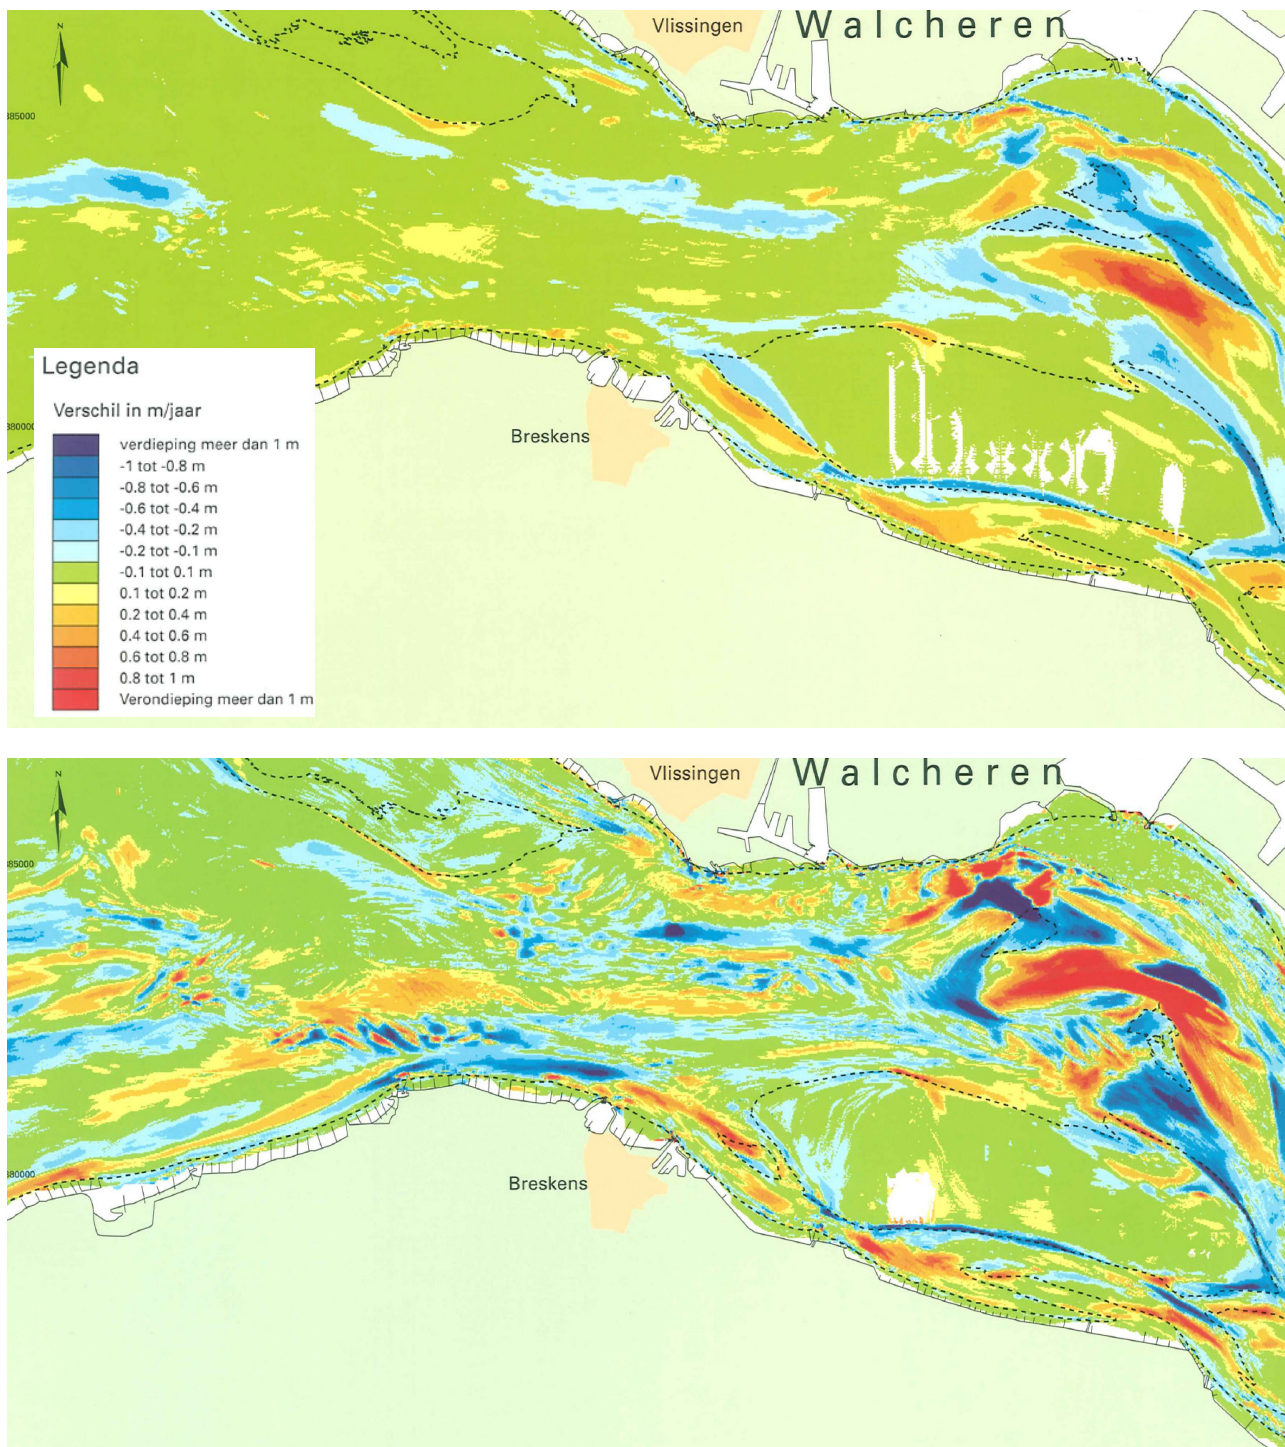 Vlissingen
Walcheren
N
385000
Legenda
Verschil in m/jaar
380000
verdieping meer dan 1 m
-1 tot -0.8 m
-0.8 tot -0.6 m
-0.6 tot -0.4 m
-0.4 tot -0.2 m
-0.2 tot -0.1 m
-0.1 tot 0.1 m
0.1 tot 0.2 m
0.2 tot 0.4 m
0.4 tot 0.6 m
0.6 tot 0.8 m
0.8 tot 1 m
Verondieping meer dan 1 m
Breskens
Vlissingen
Walcheren
N
385000
380000
Breskens